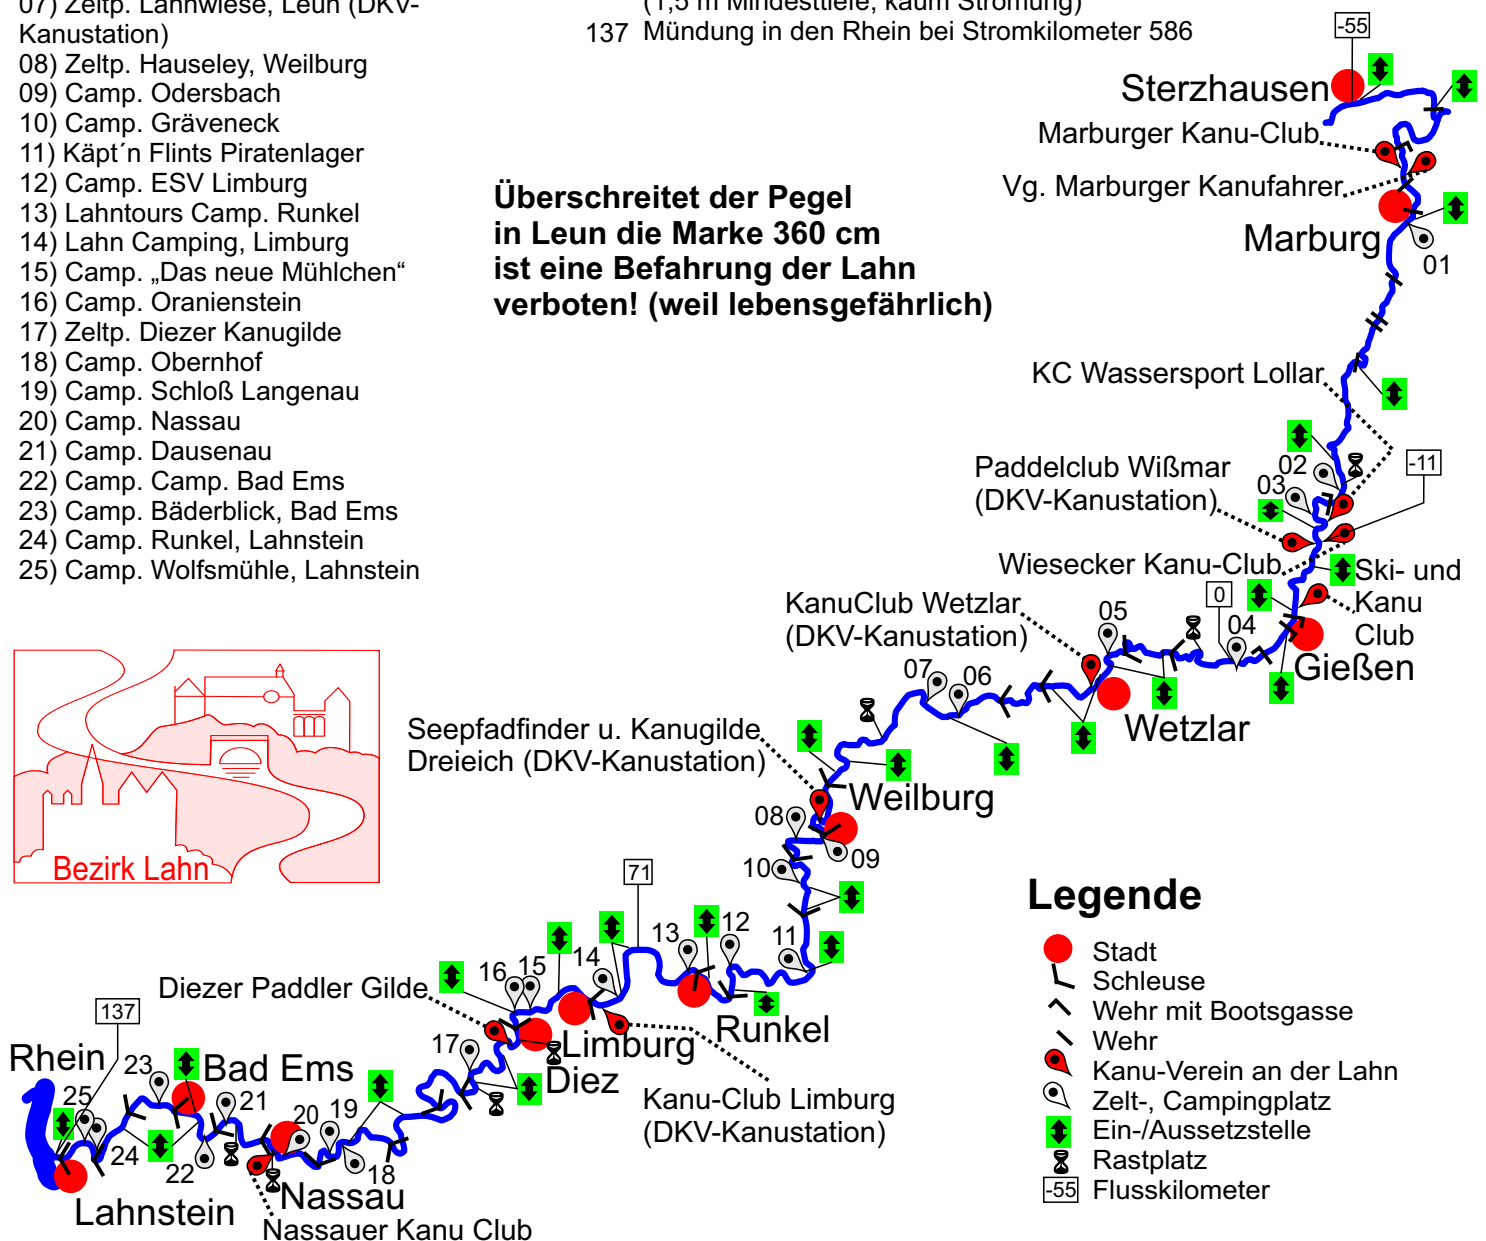 07) Zeltp. Lahnwiese, Leun (DKV-
Kanustation)
08) Zeltp. Hauseley, Weilburg
09) Camp. Odersbach
10) Camp. Gräveneck
11) Käpt´n Flints Piratenlager
12) Camp. ESV Limburg
13) Lahntours Camp. Runkel
14) Lahn Camping, Limburg
15) Camp. „Das neue Mühlchen“
16) Camp. Oranienstein
17) Zeltp. Diezer Kanugilde
18) Camp. Obernhof
19) Camp. Schloß Langenau
20) Camp. Nassau
21) Camp. Dausenau
22) Camp. Camp. Bad Ems
23) Camp. Bäderblick, Bad Ems
24) Camp. Runkel, Lahnstein
25) Camp. Wolfsmühle, Lahnstein
(1,5 m Mindesttiefe, kaum Strömung)
137 Mündung in den Rhein bei Stromkilometer 586
Überschreitet der Pegel
in Leun die Marke 360 cm
ist eine Befahrung der Lahn
verboten! (weil lebensgefährlich)
-55
Sterzhausen
Marburger Kanu-Club
Vg. Marburger Kanufahrer
Marburg
01
KC Wassersport Lollar
02
03
-11
Paddelclub Wißmar
(DKV-Kanustation)
Wiesecker Kanu-Club
Ski- und
Kanu
Club
0
04
Gießen
KanuClub Wetzlar
(DKV-Kanustation)
05
Wetzlar
07
06
Seepfadfinder u. Kanugilde
Dreieich (DKV-Kanustation)
Weilburg
08
09
10
Bezirk Lahn
71
11
12
13
14
15
16
Runkel
Diezer Paddler Gilde
Limburg
Diez
Kanu-Club Limburg
(DKV-Kanustation)
17
137
Rhein
23
Bad Ems
25
21
20
19
24
22
18
Nassau
Lahnstein
Nassauer Kanu Club
Legende
Stadt
Schleuse
Wehr mit Bootsgasse
Wehr
Kanu-Verein an der Lahn
Zelt-, Campingplatz
Ein-/Aussetzstelle
Rastplatz
-55 Flusskilometer